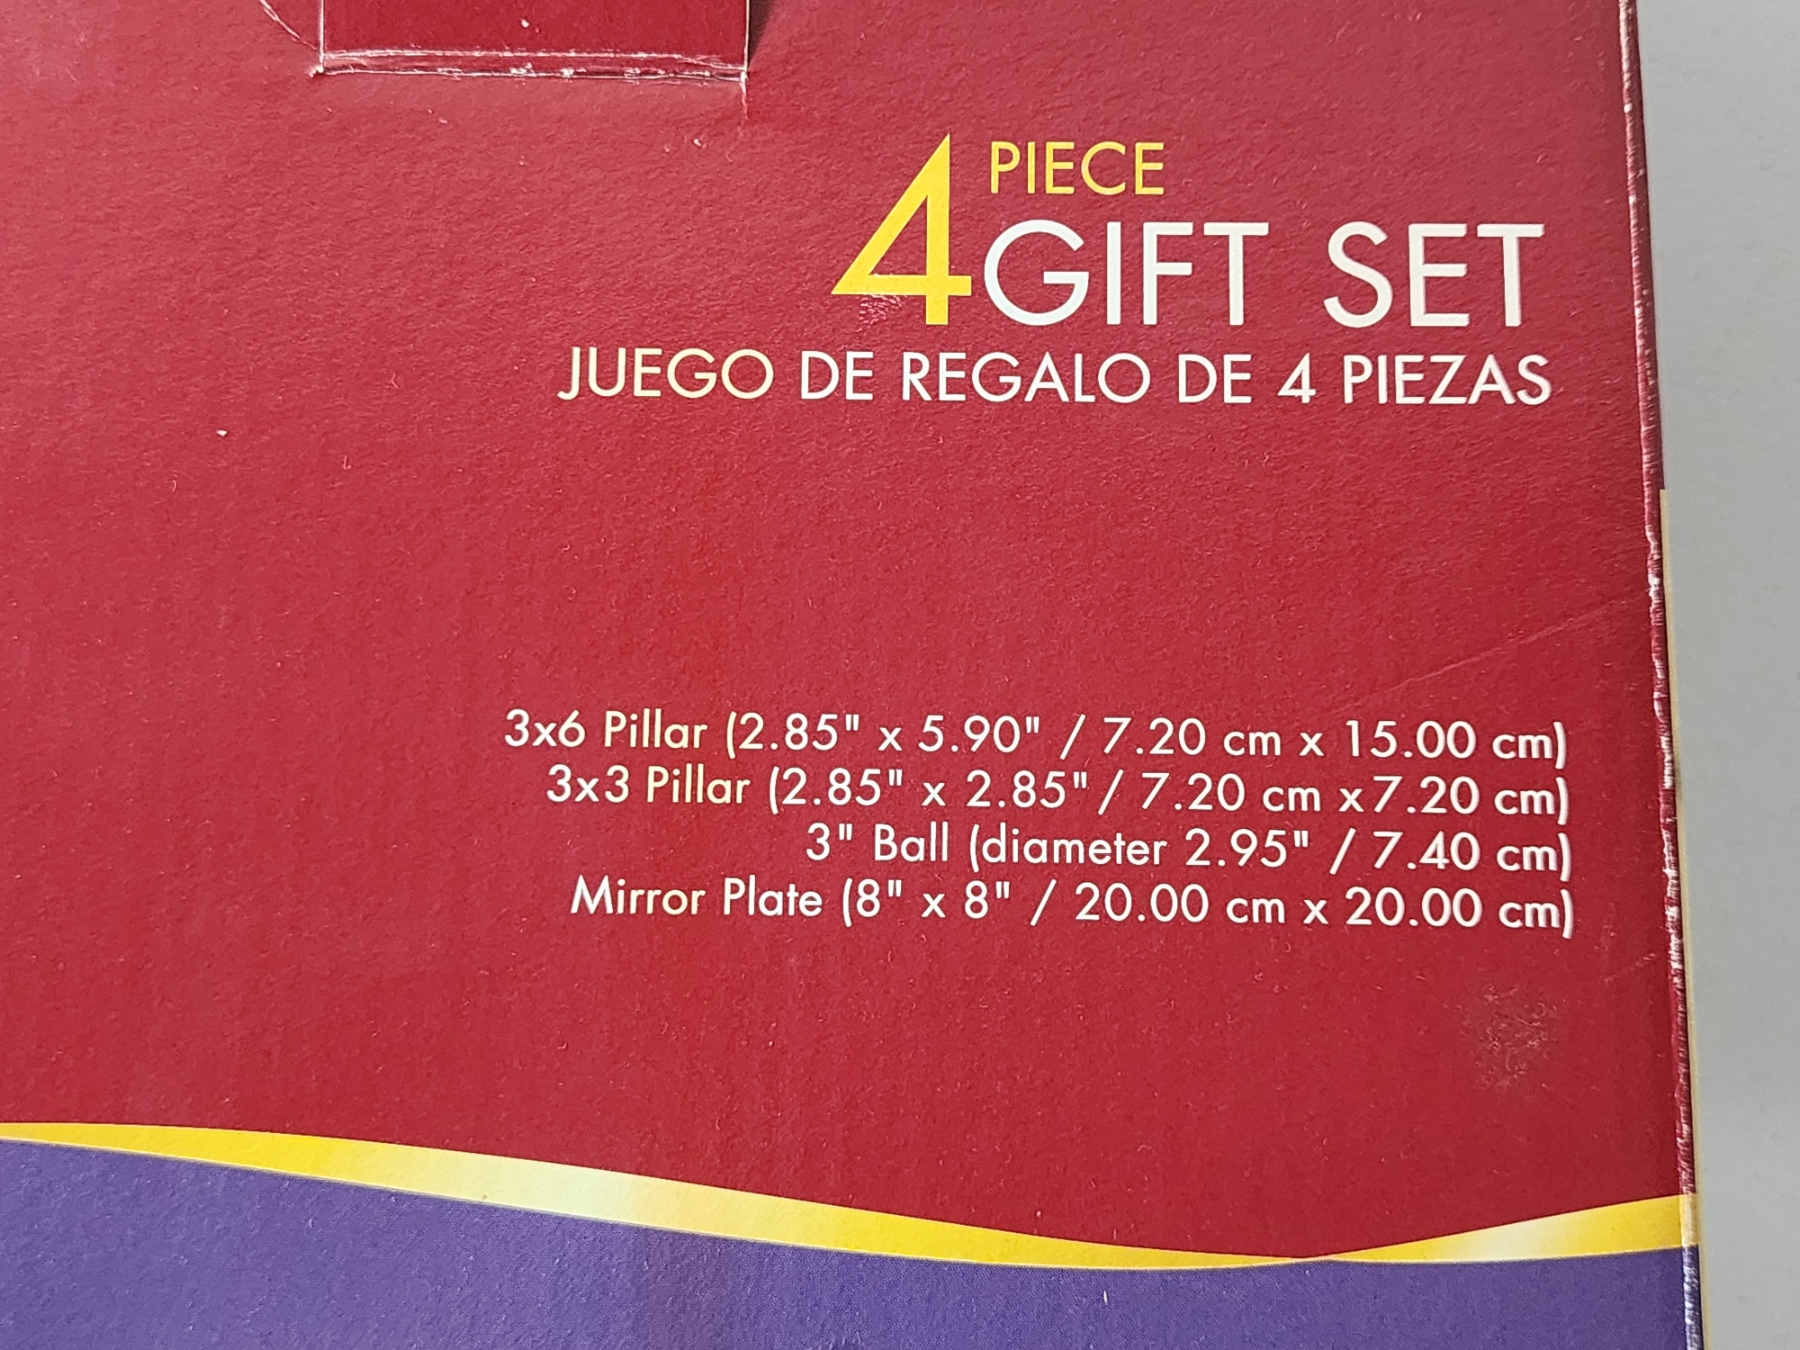 4 PIECE
GIFT SET
JUEGO DE REGALO DE 4 PIEZAS
3x6 Pillar (2.85" x 5.90" / 7.20 cm x 15.00 cm)
3x3 Pillar (2.85" x 2.85" / 7.20 cm x 7.20 cm)
3" Ball (diameter 2.95" / 7.40 cm)
Mirror Plate (8" x 8" / 20.00 cm x 20.00 cm)